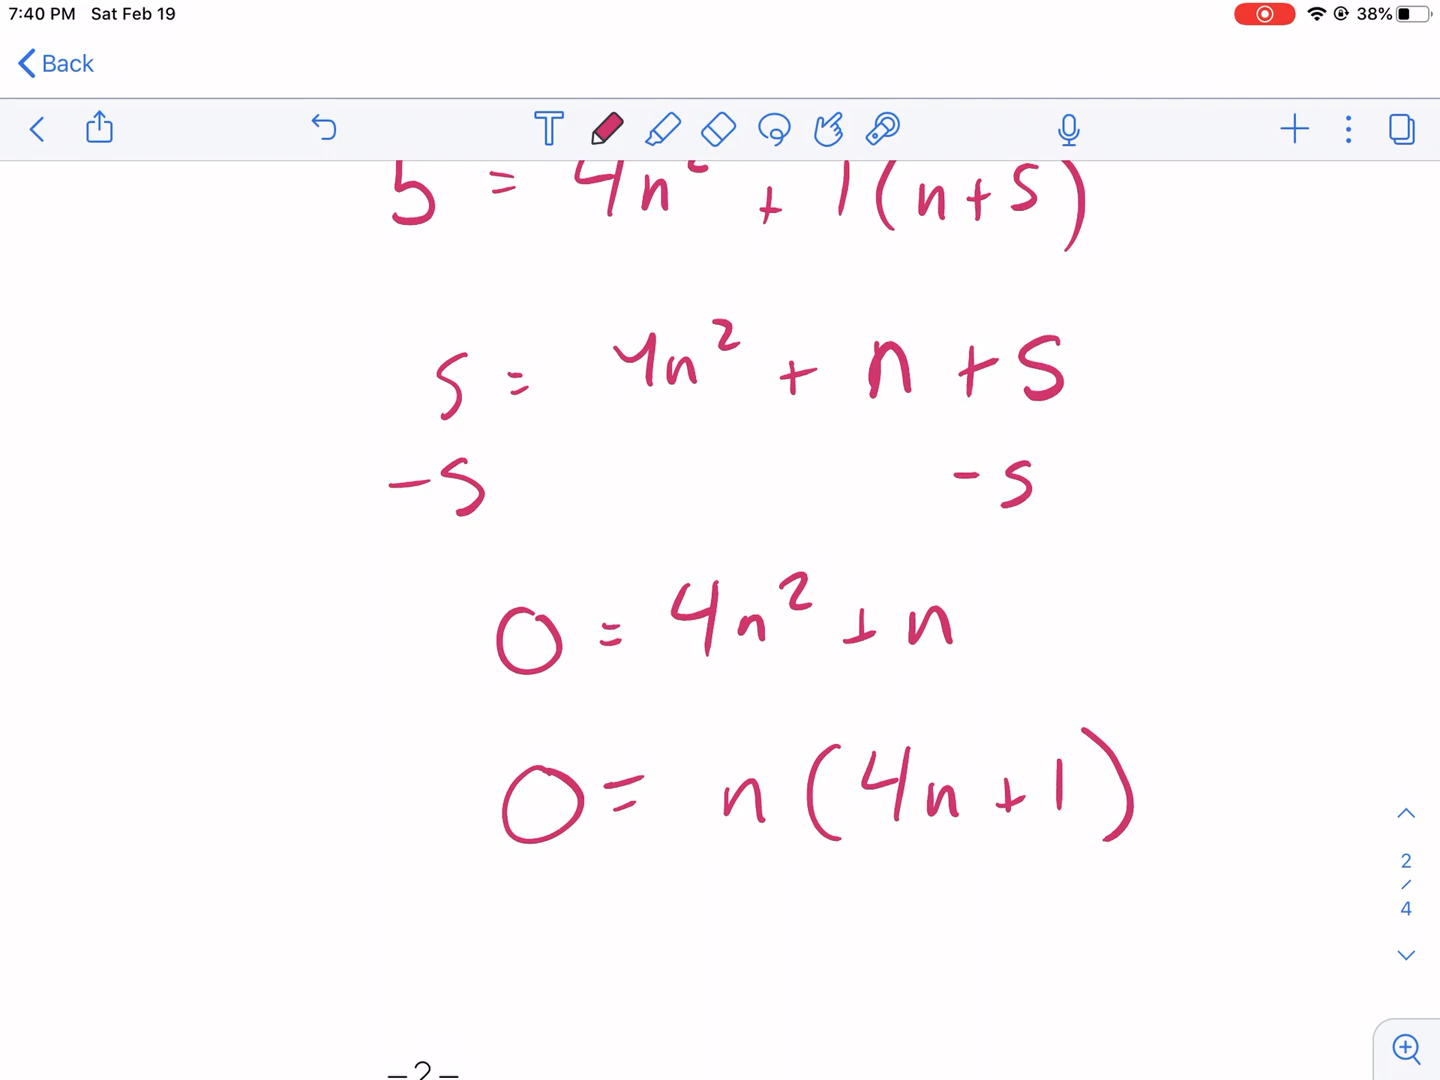 7:40 PM Sat Feb 19
38%
Back
T
5 = 4n² + 1(n+5)
5 = 4n² + n + 5
-5 -5
0 = 4n² + n
0 = n(4n+1)
2
/
4
-2-